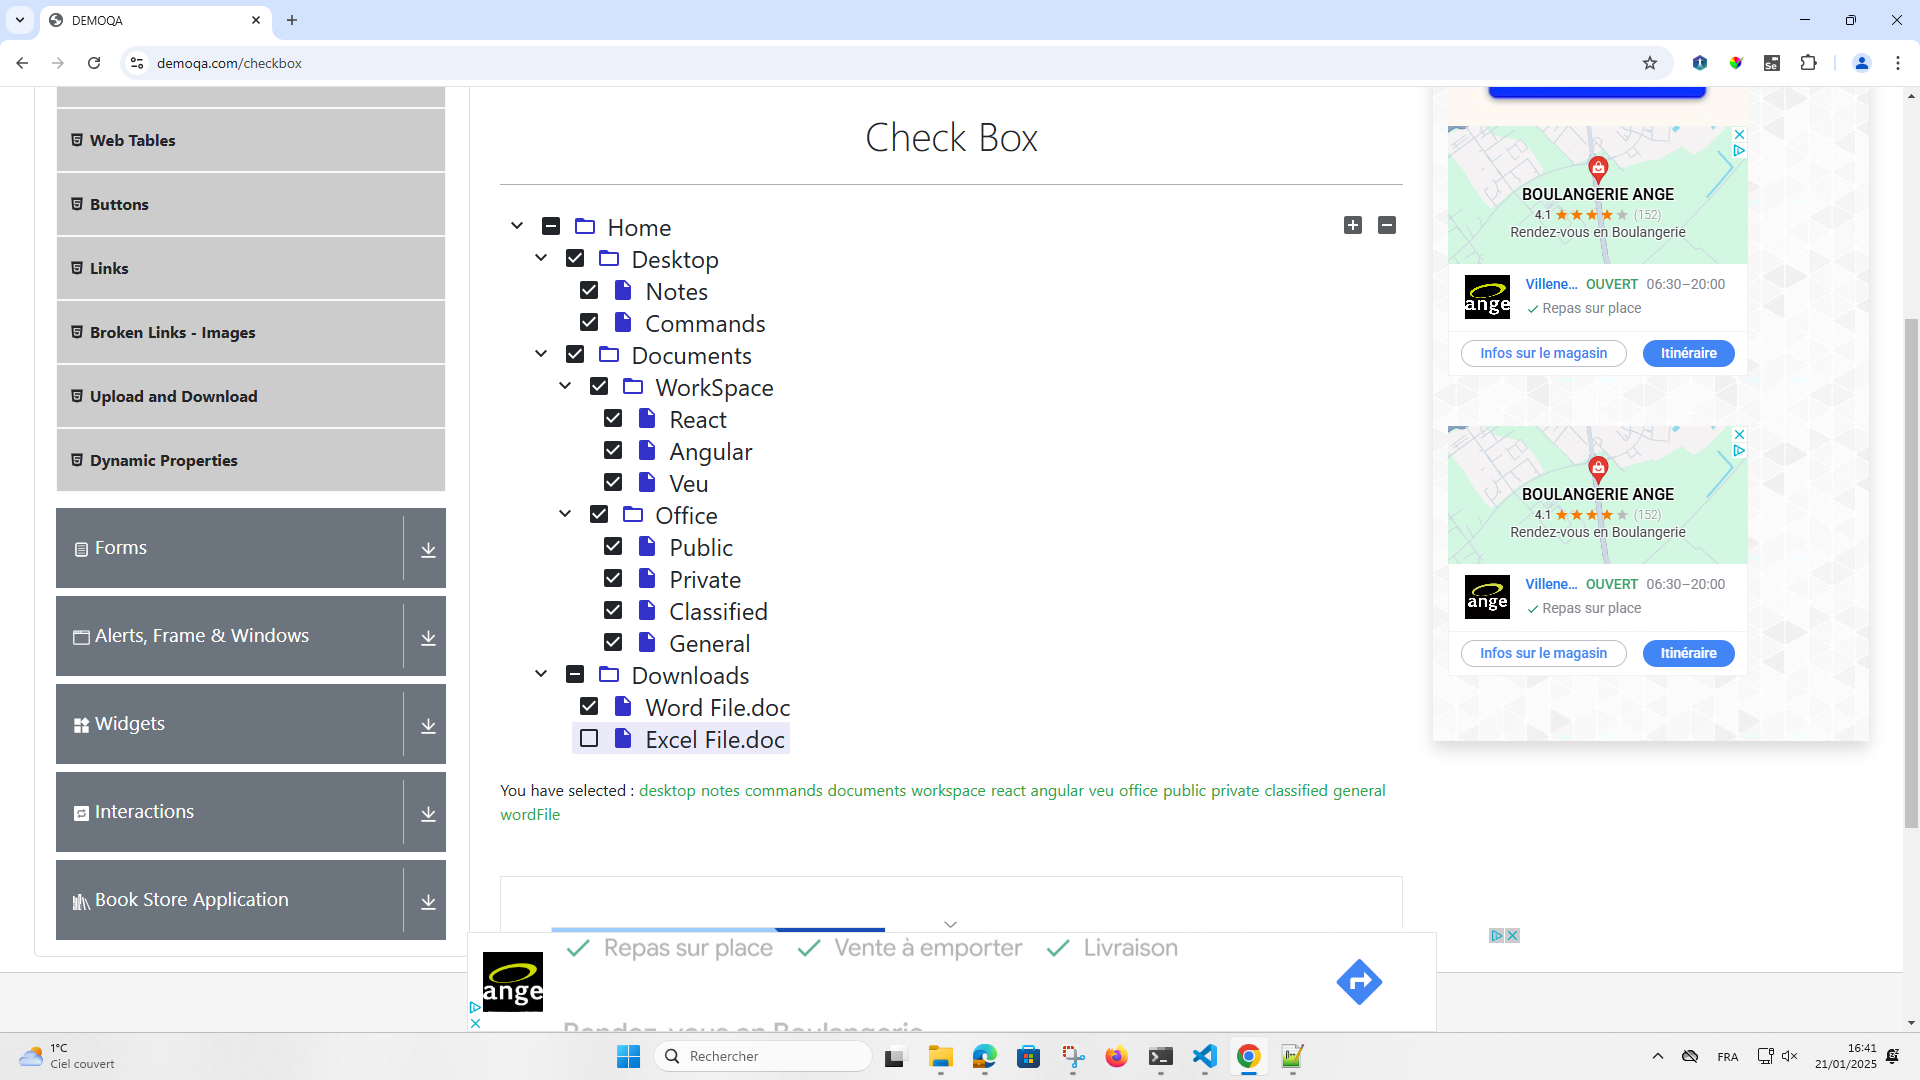 DEMOQA
demoqa.com/checkbox
Web Tables
Buttons
Links
Broken Links - Images
Upload and Download
Dynamic Properties
Forms
Alerts, Frame & Windows
Widgets
Interactions
Book Store Application
Check Box
Home
Desktop
Notes
Commands
Documents
WorkSpace
React
Angular
Veu
Office
Public
Private
Classified
General
Downloads
Word File.doc
Excel File.doc
You have selected : desktop notes commands documents workspace react angular veu office public private classified general
wordFile
BOULANGERIE ANGE
4.1 (152)
Rendez-vous en Boulangerie
ange
Villene... OUVERT 06:30–20:00
Repas sur place
Infos sur le magasin
Itinéraire
BOULANGERIE ANGE
4.1 (152)
Rendez-vous en Boulangerie
ange
Villene... OUVERT 06:30–20:00
Repas sur place
Infos sur le magasin
Itinéraire
ange
Repas sur place Vente à emporter Livraison
Rendez-vous en Boulangerie
1°C
Ciel couvert
Rechercher
FRA
16:41
21/01/2025